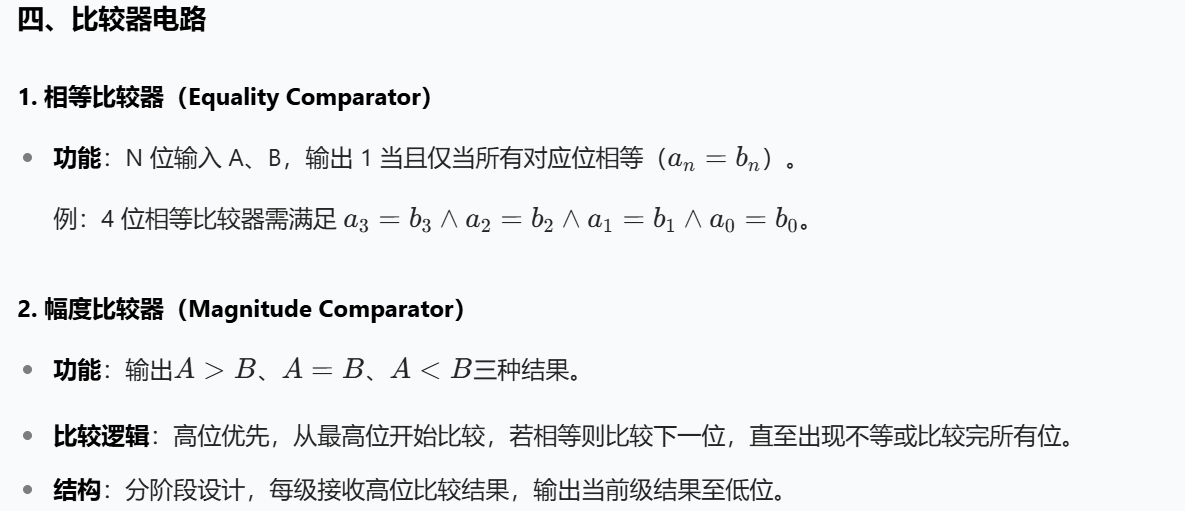 四、比较器电路
1. 相等比较器（Equality Comparator）
功能：N 位输入 A、B，输出 1 当且仅当所有对应位相等（aₙ = bₙ）。
例：4 位相等比较器需满足 a₃ = b₃ ∧ a₂ = b₂ ∧ a₁ = b₁ ∧ a₀ = b₀。
2. 幅度比较器（Magnitude Comparator）
功能：输出A > B、A = B、A < B三种结果。
比较逻辑：高位优先，从最高位开始比较，若相等则比较下一位，直至出现不等或比较完所有位。
结构：分阶段设计，每级接收高位比较结果，输出当前级结果至低位。